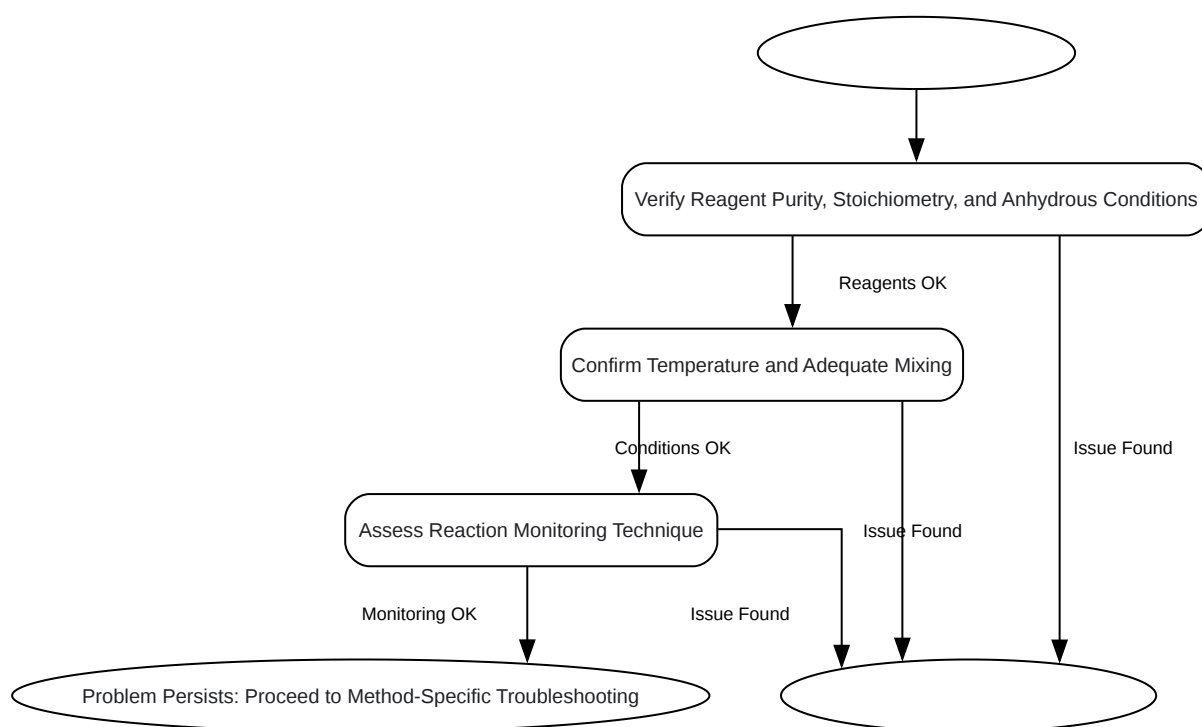 Verify Reagent Purity, Stoichiometry, and Anhydrous Conditions
Reagents OK
Confirm Temperature and Adequate Mixing
Conditions OK
Issue Found
Assess Reaction Monitoring Technique
Issue Found
Monitoring OK
Issue Found
Problem Persists: Proceed to Method-Specific Troubleshooting